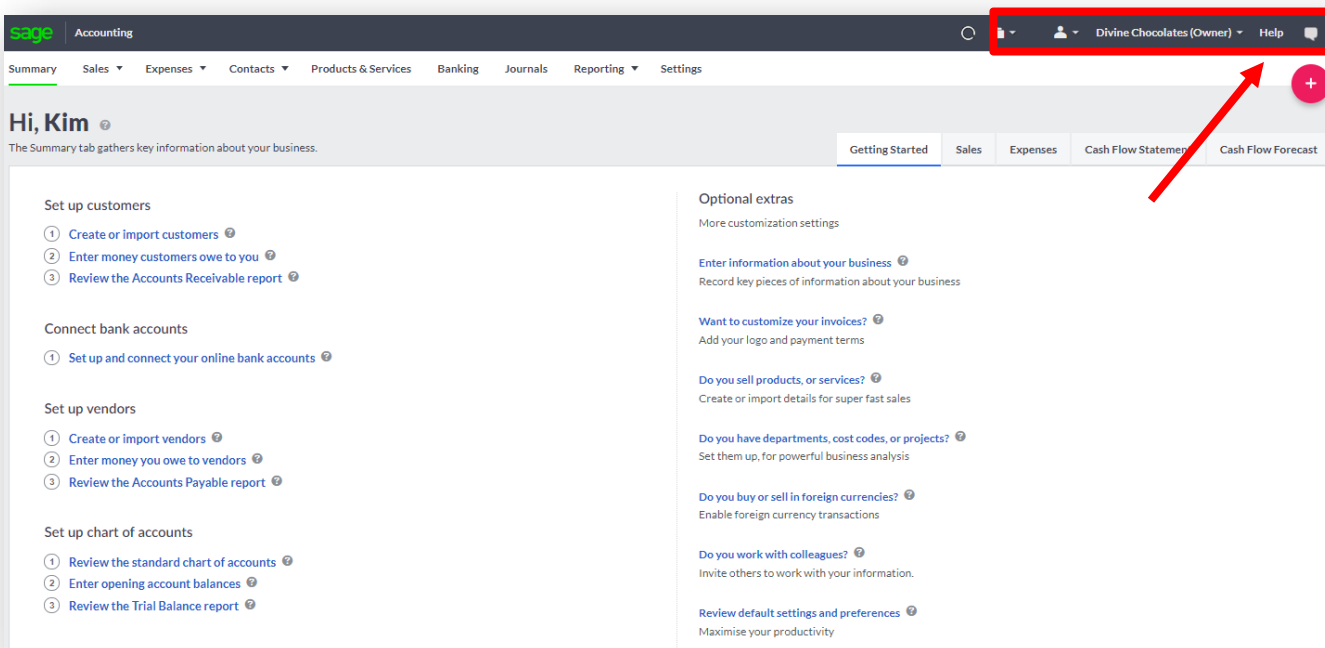 sage Accounting Divine Chocolates (Owner) Help
Summary Sales Expenses Contacts Products & Services Banking Journals Reporting Settings
+
Hi, Kim
The Summary tab gathers key information about your business.
Getting Started Sales Expenses Cash Flow Statement Cash Flow Forecast
Set up customers
1 Create or import customers
2 Enter money customers owe to you
3 Review the Accounts Receivable report
Connect bank accounts
1 Set up and connect your online bank accounts
Set up vendors
1 Create or import vendors
2 Enter money you owe to vendors
3 Review the Accounts Payable report
Set up chart of accounts
1 Review the standard chart of accounts
2 Enter opening account balances
3 Review the Trial Balance report
Optional extras
More customization settings
Enter information about your business
Record key pieces of information about your business
Want to customize your invoices?
Add your logo and payment terms
Do you sell products, or services?
Create or import details for super fast sales
Do you have departments, cost codes, or projects?
Set them up, for powerful business analysis
Do you buy or sell in foreign currencies?
Enable foreign currency transactions
Do you work with colleagues?
Invite others to work with your information.
Review default settings and preferences
Maximise your productivity